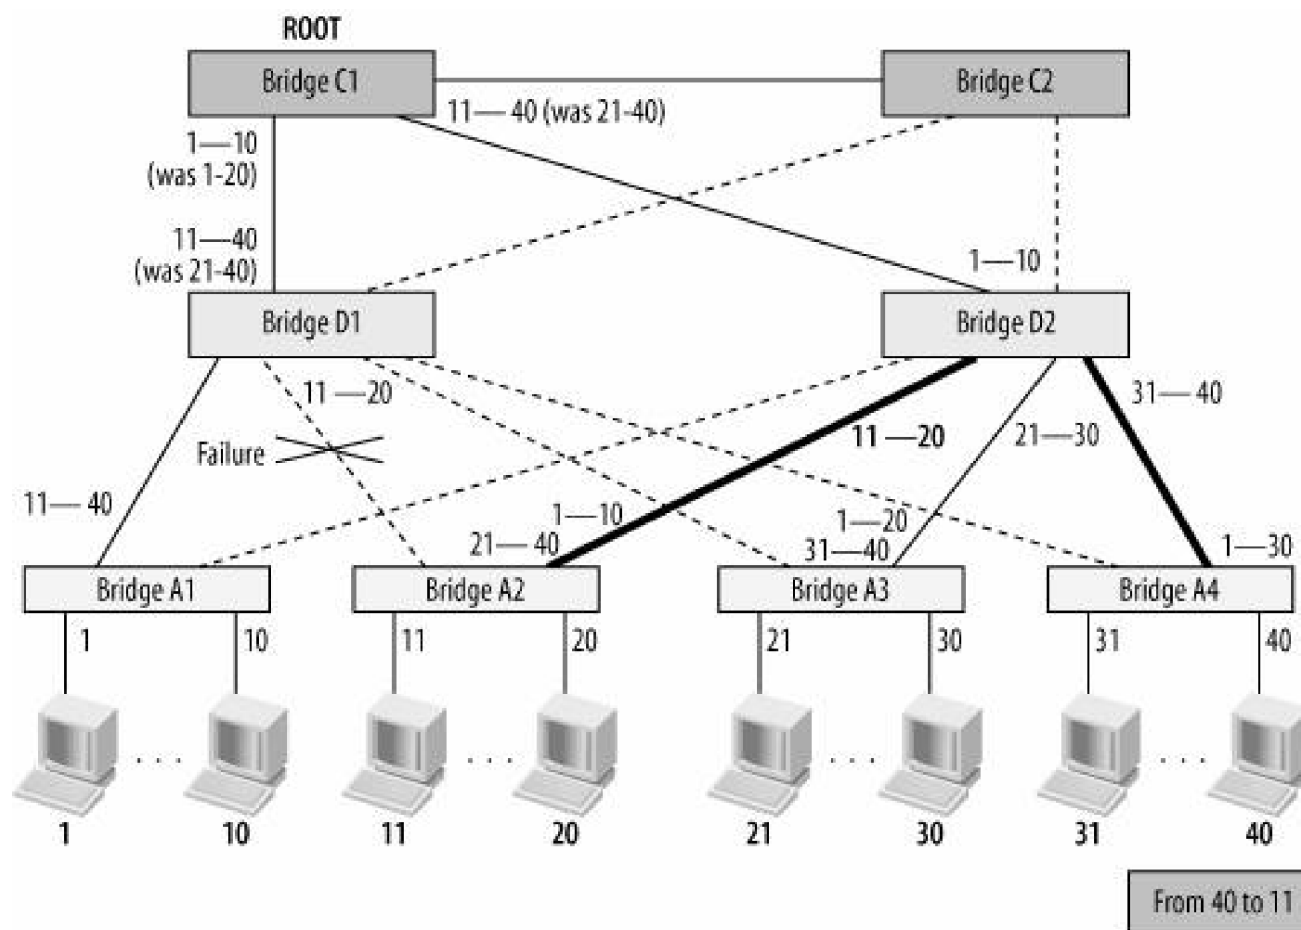 ROOT
Bridge C1
Bridge C2
11— 40 (was 21-40)
1—10
(was 1-20)
11—40
(was 21-40)
1—10
Bridge D1
Bridge D2
11 —20
31— 40
11 —20
21—30
Failure
11— 40
1—10
1—20
21— 40
31—40
1—30
Bridge A1
Bridge A2
Bridge A3
Bridge A4
1
10
11
20
21
30
31
40
. . .
. . .
. . .
. . .
1
10
11
20
21
30
31
40
From 40 to 11